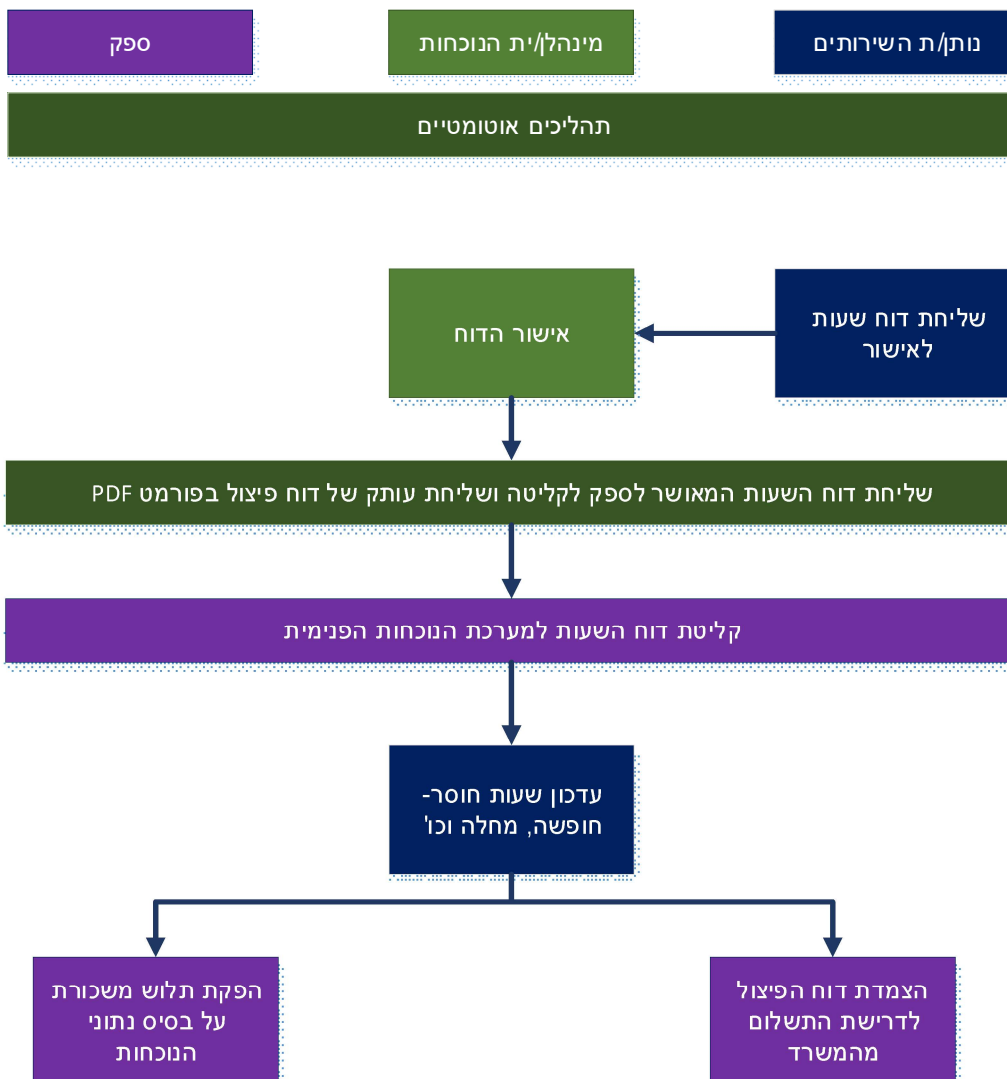 נותן/ת השירותים
מינהלן/ית הנוכחות
ספק
תהליכים אוטומטיים
שליחת דוח שעות
לאישור
אישור הדוח
שליחת דוח השעות המאושר לספק לקליטה ושליחת עותק של דוח פיצול בפורמט PDF
קליטת דוח השעות למערכת הנוכחות הפנימית
עדכון שעות חוסר-
חופשה, מחלה וכו'
הצמדת דוח הפיצול
לדרישת התשלום
מהמשרד
הפקת תלוש משכורת
על בסיס נתוני
הנוכחות